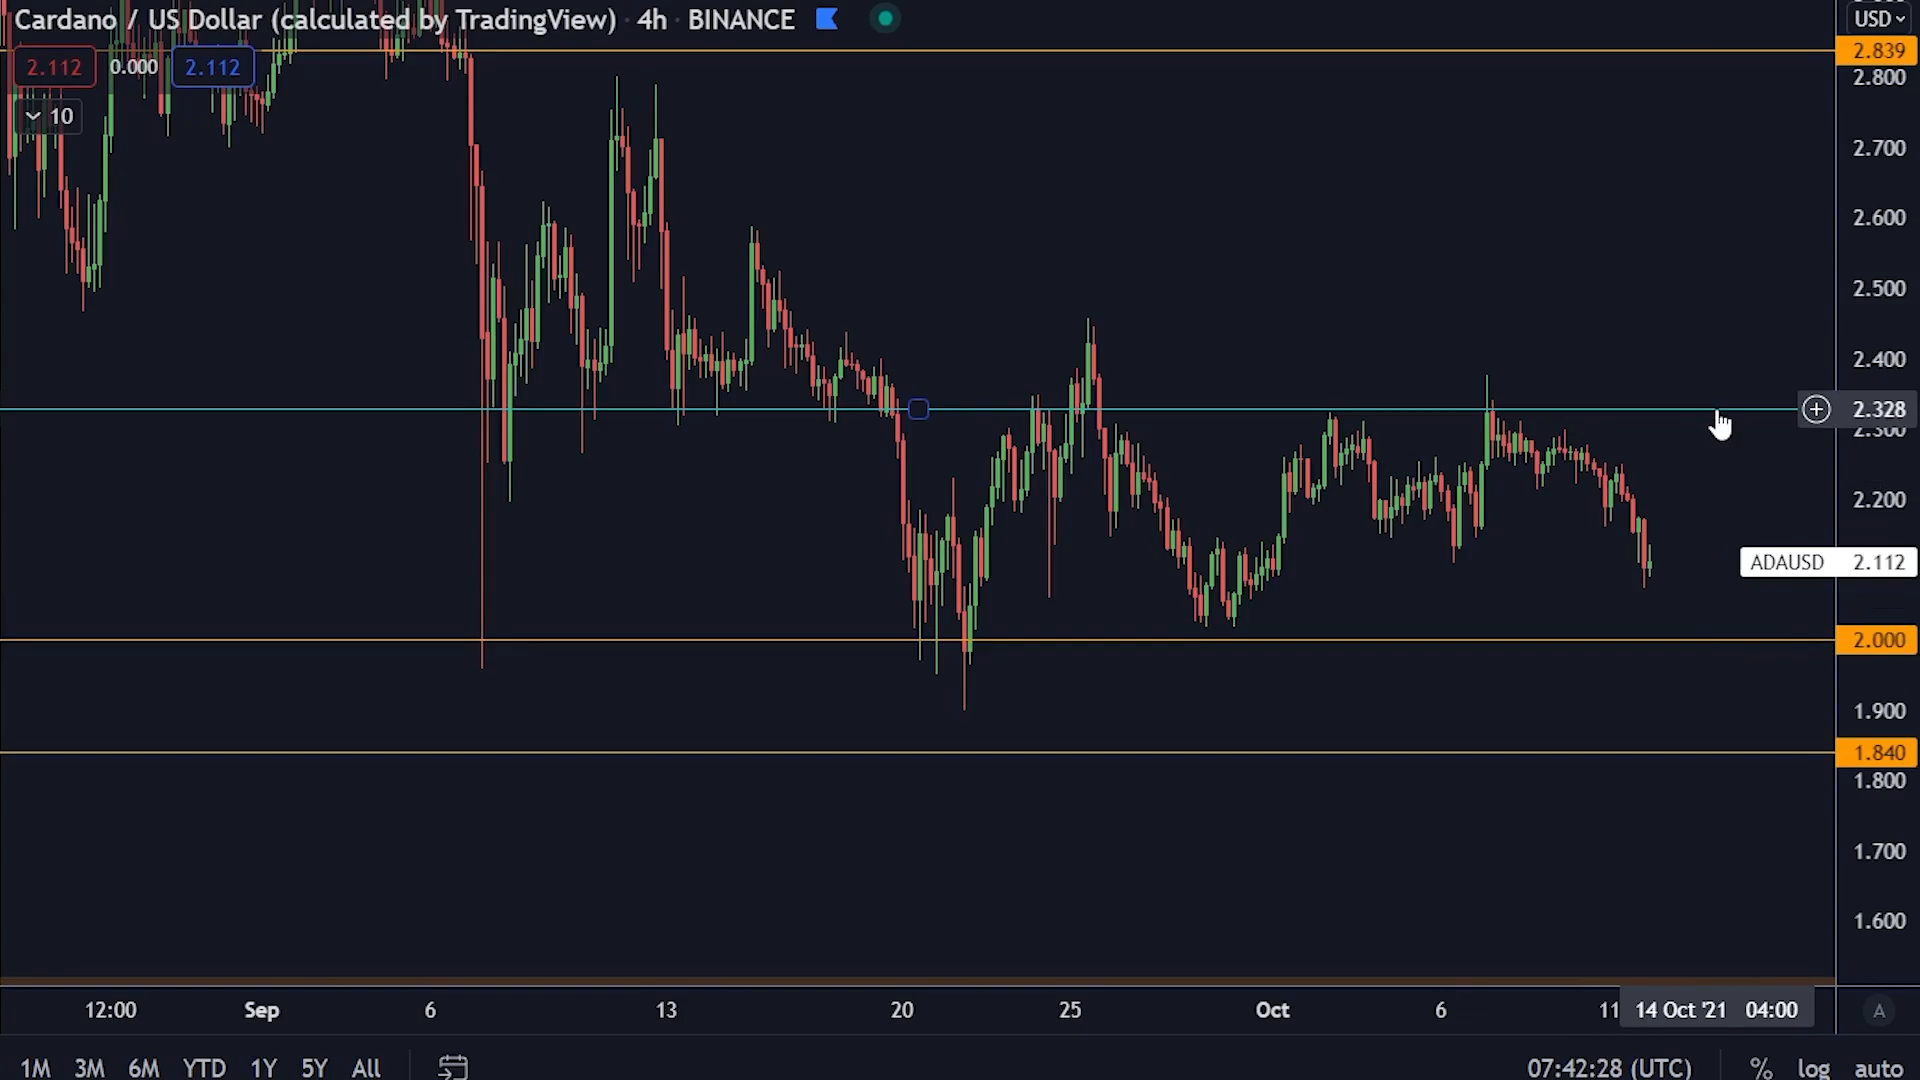 Cardano / US Dollar (calculated by TradingView) · 4h · BINANCE
USD
2.112 0.000 2.112
10
2.839
2.800
2.700
2.600
2.500
2.400
2.328
2.300
2.200
ADAUSD 2.112
2.000
1.900
1.840
1.800
1.700
1.600
12:00 Sep 6 13 20 25 Oct 6 11 14 Oct '21 04:00 A
1M 3M 6M YTD 1Y 5Y All 07:42:28 (UTC) % log auto